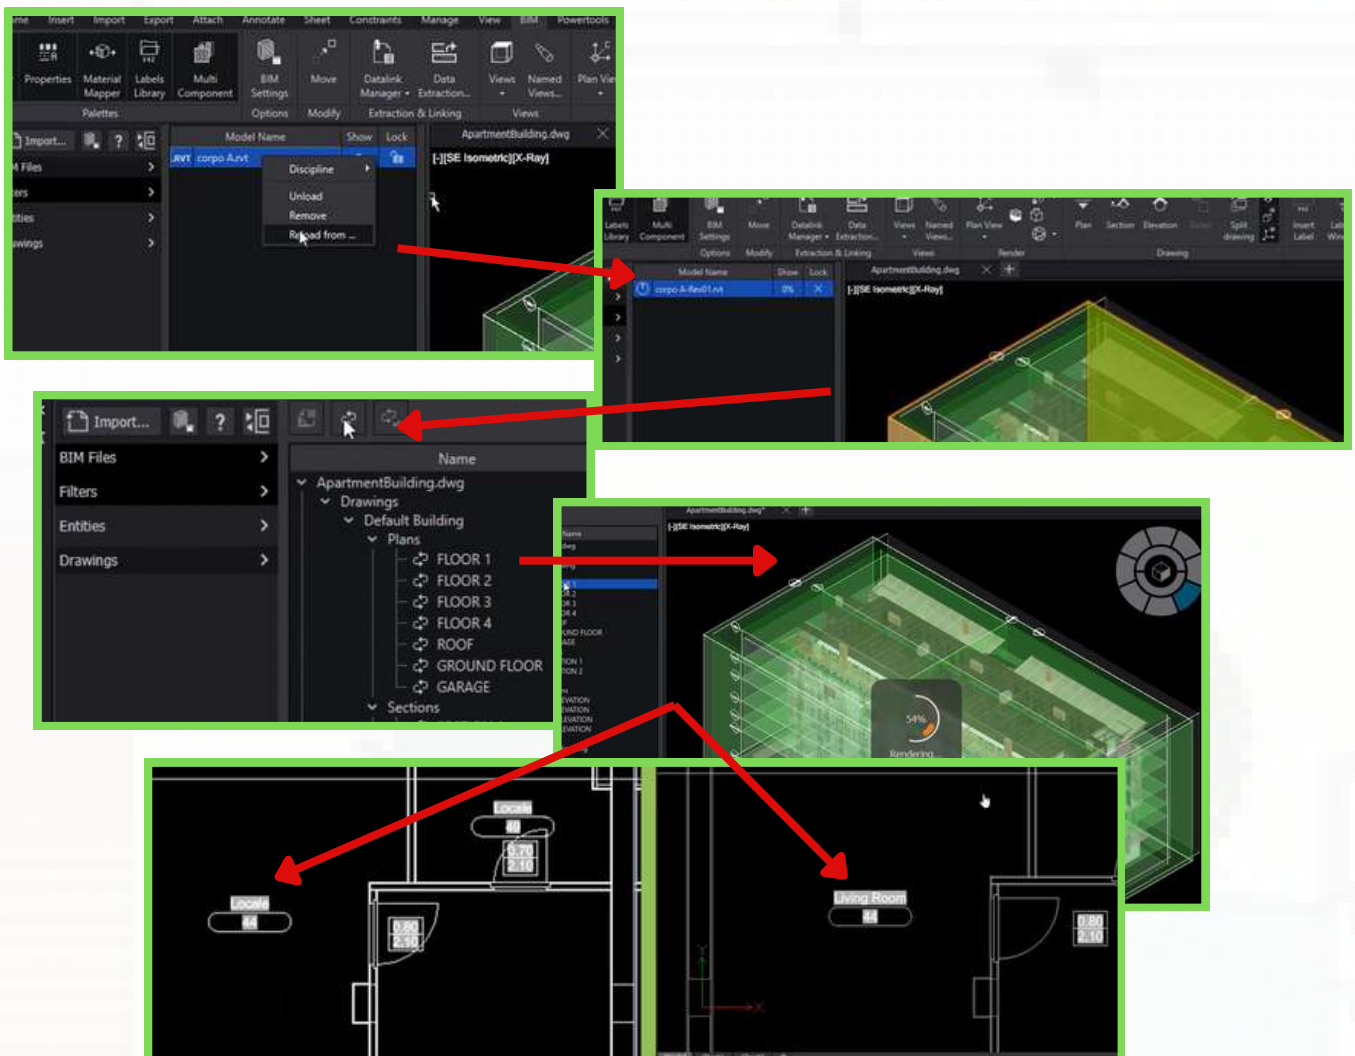 Insert Import Export Attach Annotate Sheet Constraints Manage View BIM Powertools
Properties Material Mapper Labels Library Multi Component BIM Settings Move Datalink Manager Data Extraction... Views Named Views...
Palettes Options Modify Extraction & Linking Views
Import... ? Model Name Show Lock ApartmentBuilding.dwg
.RVT corpo A.rvt [-][SE Isometric][X-Ray]
Discipline
Unload
Remove
Reload from ...
Labels Library Multi Component BIM Settings Move Datalink Manager Data Extraction... Views Named Views... Plan View Plan Section Elevation Split drawing Insert Label
Options Modify Extraction & Linking Views Render Drawing
Model Name Show Lock ApartmentBuilding.dwg
corpo A-Rev01.rvt 0% [-][SE Isometric][X-Ray]
Import... ?
BIM Files
Filters
Entities
Drawings
Name
ApartmentBuilding.dwg
Drawings
Default Building
Plans
FLOOR 1
FLOOR 2
FLOOR 3
FLOOR 4
ROOF
GROUND FLOOR
GARAGE
Sections
ApartmentBuilding.dwg*
Name [-][SE Isometric][X-Ray]
54%
Rendering...
Locale
40
0.70
2.10
Locale
44
0.80
2.10
Living Room
44
0.80
2.10
Y
X